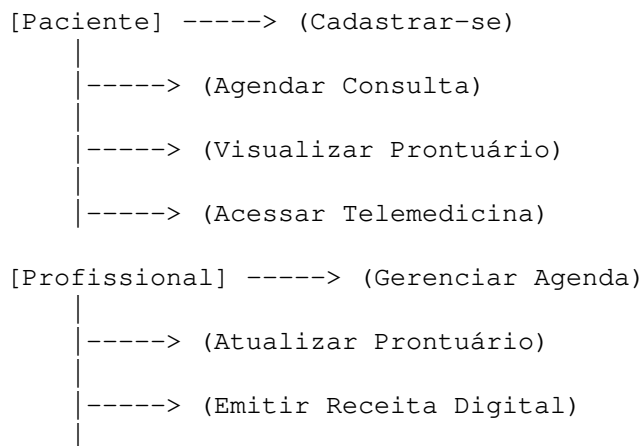 [Paciente] -----> (Cadastrar-se)
|
|-----> (Agendar Consulta)
|
|-----> (Visualizar Prontuário)
|
|-----> (Acessar Telemedicina)
[Profissional] -----> (Gerenciar Agenda)
|
|-----> (Atualizar Prontuário)
|
|-----> (Emitir Receita Digital)
|